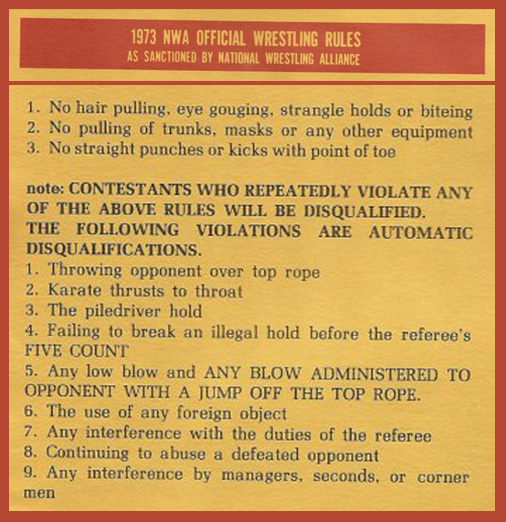 1973 NWA OFFICIAL WRESTLING RULES
AS SANCTIONED BY NATIONAL WRESTLING ALLIANCE
1. No hair pulling, eye gouging, strangle holds or biteing
2. No pulling of trunks, masks or any other equipment
3. No straight punches or kicks with point of toe
note: CONTESTANTS WHO REPEATEDLY VIOLATE ANY
OF THE ABOVE RULES WILL BE DISQUALIFIED.
THE FOLLOWING VIOLATIONS ARE AUTOMATIC
DISQUALIFICATIONS.
1. Throwing opponent over top rope
2. Karate thrusts to throat
3. The piledriver hold
4. Failing to break an illegal hold before the referee's
FIVE COUNT
5. Any low blow and ANY BLOW ADMINISTERED TO
OPPONENT WITH A JUMP OFF THE TOP ROPE.
6. The use of any foreign object
7. Any interference with the duties of the referee
8. Continuing to abuse a defeated opponent
9. Any interference by managers, seconds, or corner
men